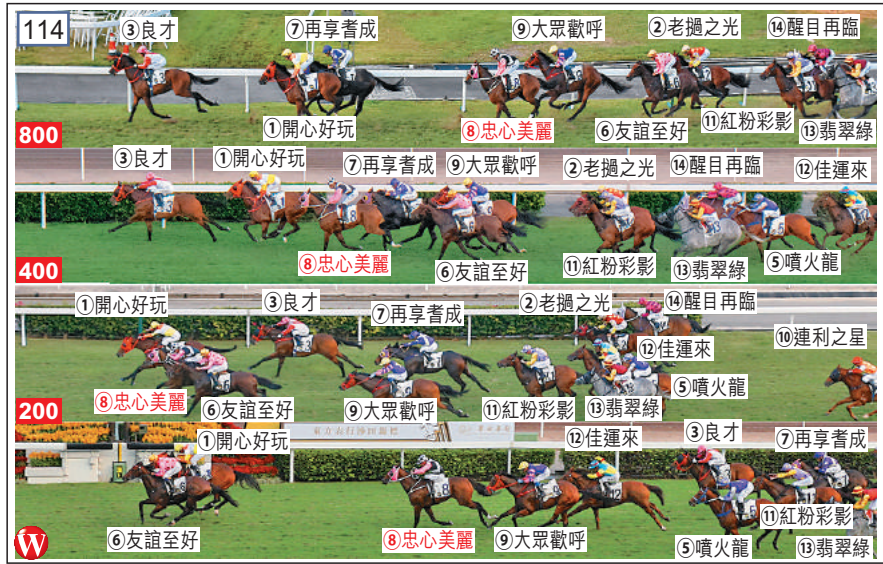 114
③良才
⑦再享耆成
⑨大眾歡呼
②老撾之光
⑭醒目再臨
①開心好玩
⑧忠心美麗
⑥友誼至好
⑪紅粉彩影
⑬翡翠綠
800
③良才
①開心好玩
⑦再享耆成
⑨大眾歡呼
②老撾之光
⑭醒目再臨
⑫佳運來
⑧忠心美麗
⑥友誼至好
⑪紅粉彩影
⑬翡翠綠
⑤噴火龍
400
①開心好玩
③良才
⑦再享耆成
②老撾之光
⑭醒目再臨
⑩連利之星
⑫佳運來
⑧忠心美麗
⑥友誼至好
⑨大眾歡呼
⑪紅粉彩影
⑬翡翠綠
⑤噴火龍
200
①開心好玩
⑫佳運來
③良才
⑦再享耆成
⑪紅粉彩影
⑥友誼至好
⑧忠心美麗
⑨大眾歡呼
⑤噴火龍
⑬翡翠綠
W